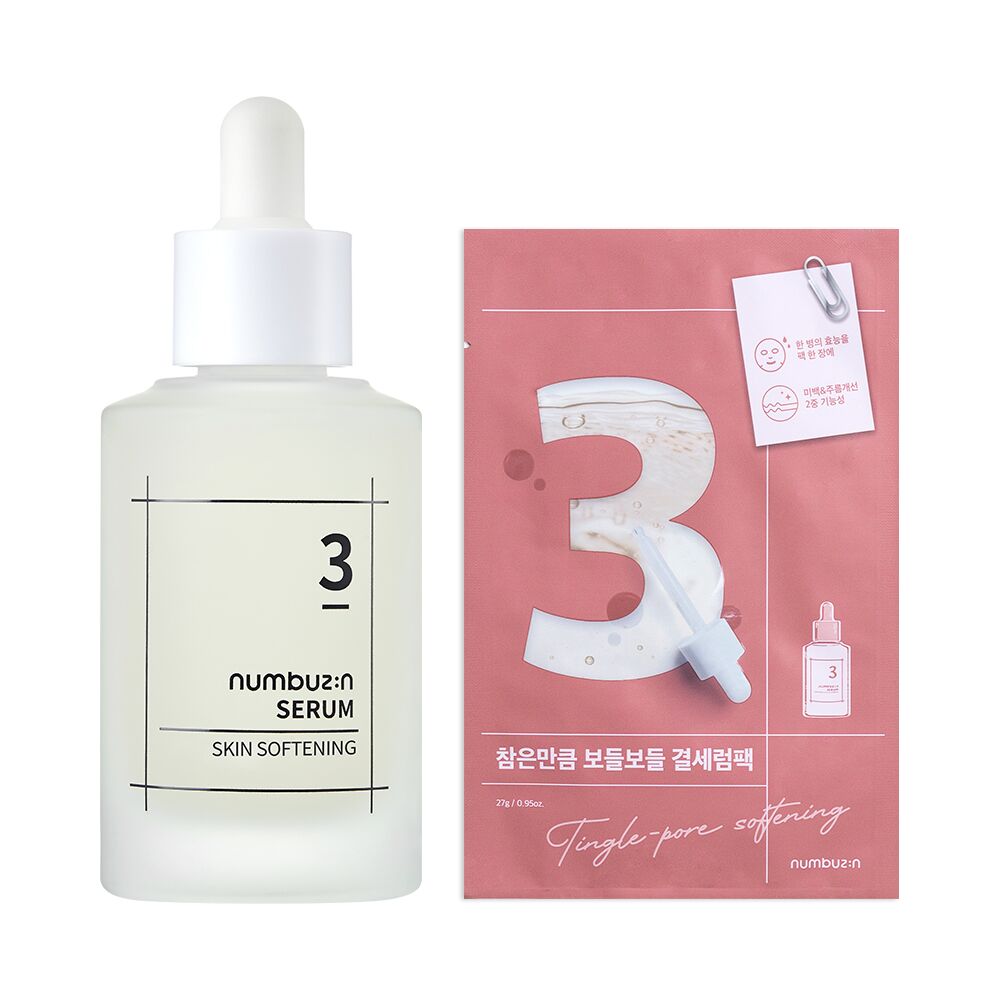 3
numbuz:n
SERUM
SKIN SOFTENING
한 병의 효능을
팩 한 장에
미백&주름개선
2중 기능성
3
3
numbuz:n
SERUM
참은만큼 보들보들 결세럼팩
27g / 0.95oz.
Tingle-pore softening
numbuz:n